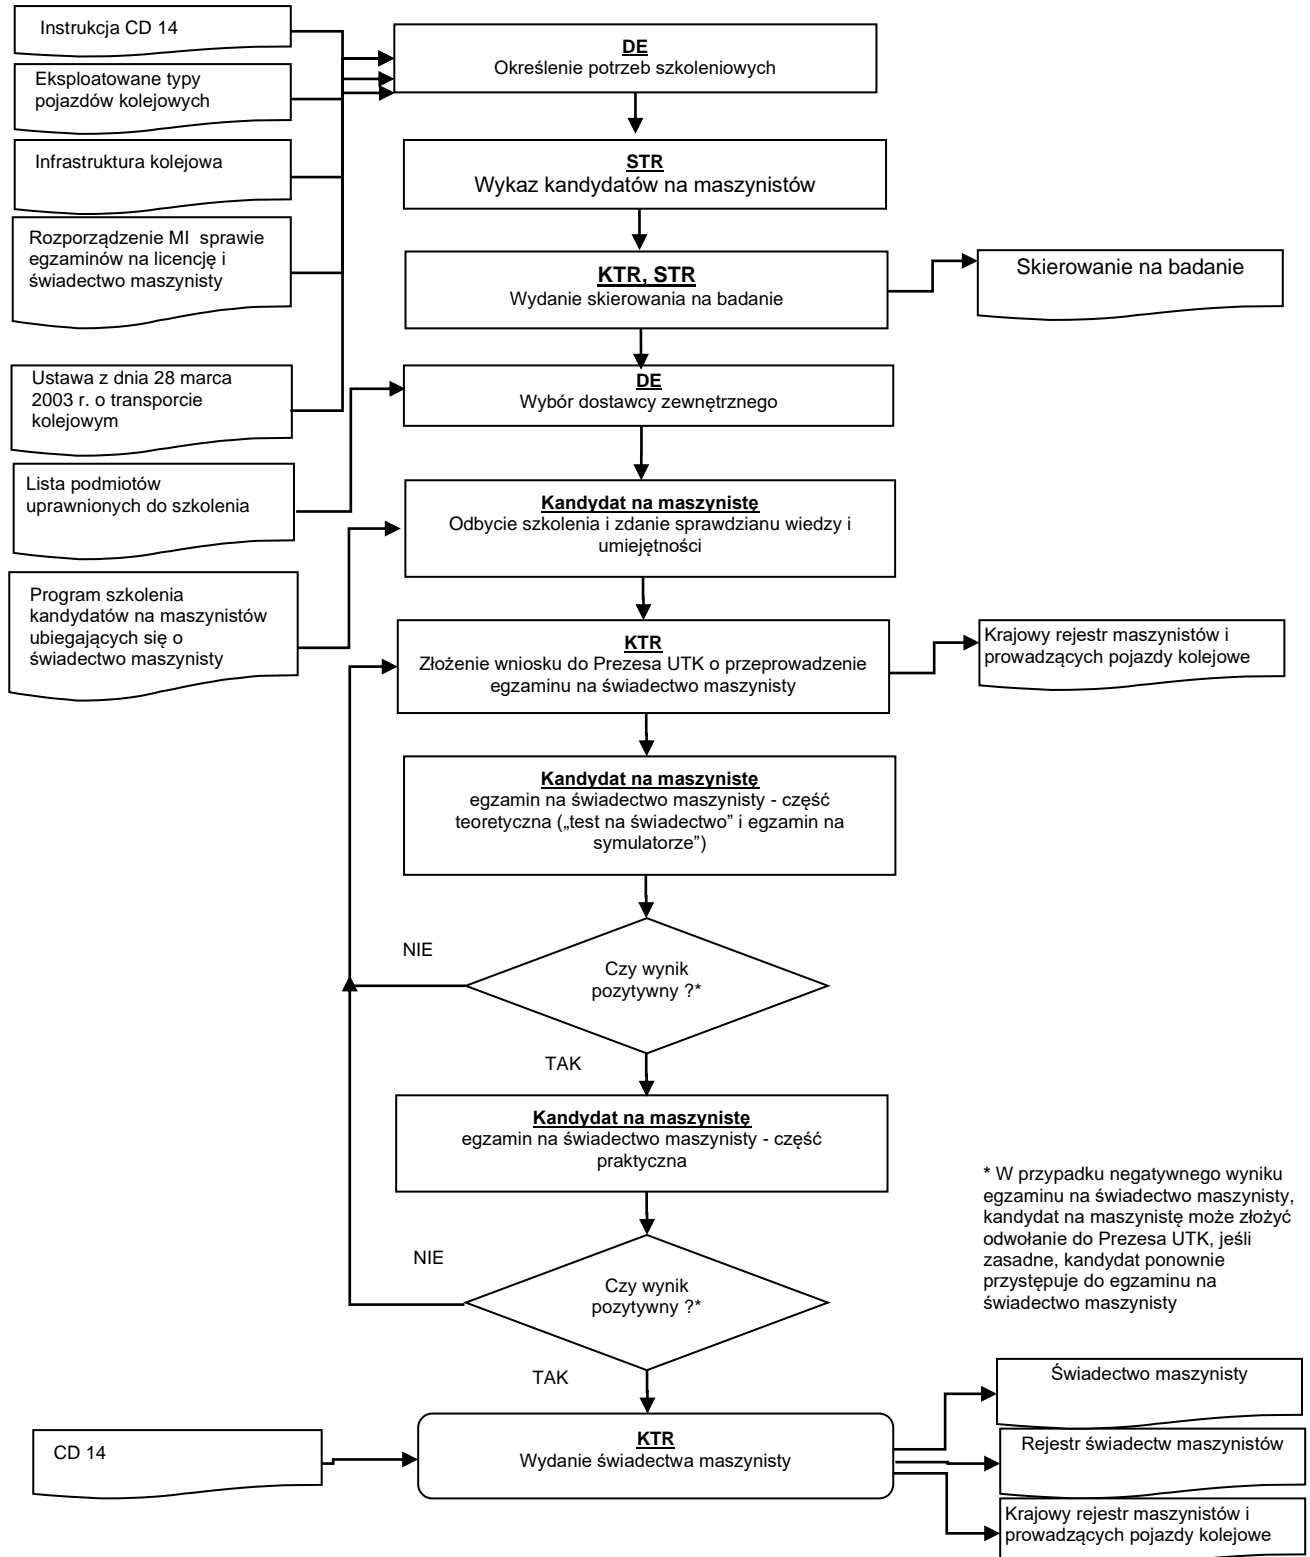 Instrukcja CD 14
Eksploatowane typy
pojazdów kolejowych
Infrastruktura kolejowa
Rozporządzenie MI sprawie
egzaminów na licencję i
świadectwo maszynisty
Ustawa z dnia 28 marca
2003 r. o transporcie
kolejowym
Lista podmiotów
uprawnionych do szkolenia
Program szkolenia
kandydatów na maszynistów
ubiegających się o
świadectwo maszynisty
DE
Określenie potrzeb szkoleniowych
STR
Wykaz kandydatów na maszynistów
KTR, STR
Wydanie skierowania na badanie
Skierowanie na badanie
DE
Wybór dostawcy zewnętrznego
Kandydat na maszynistę
Odbycie szkolenia i zdanie sprawdzianu wiedzy i
umiejętności
KTR
Złożenie wniosku do Prezesa UTK o przeprowadzenie
egzaminu na świadectwo maszynisty
Krajowy rejestr maszynistów i
prowadzących pojazdy kolejowe
Kandydat na maszynistę
egzamin na świadectwo maszynisty - część
teoretyczna („test na świadectwo” i egzamin na
symulatorze”)
NIE
Czy wynik
pozytywny ?*
TAK
Kandydat na maszynistę
egzamin na świadectwo maszynisty - część
praktyczna
* W przypadku negatywnego wyniku
egzaminu na świadectwo maszynisty,
kandydat na maszynistę może złożyć
odwołanie do Prezesa UTK, jeśli
zasadne, kandydat ponownie
przystępuje do egzaminu na
świadectwo maszynisty
NIE
Czy wynik
pozytywny ?*
TAK
CD 14
KTR
Wydanie świadectwa maszynisty
Świadectwo maszynisty
Rejestr świadectw maszynistów
Krajowy rejestr maszynistów i
prowadzących pojazdy kolejowe